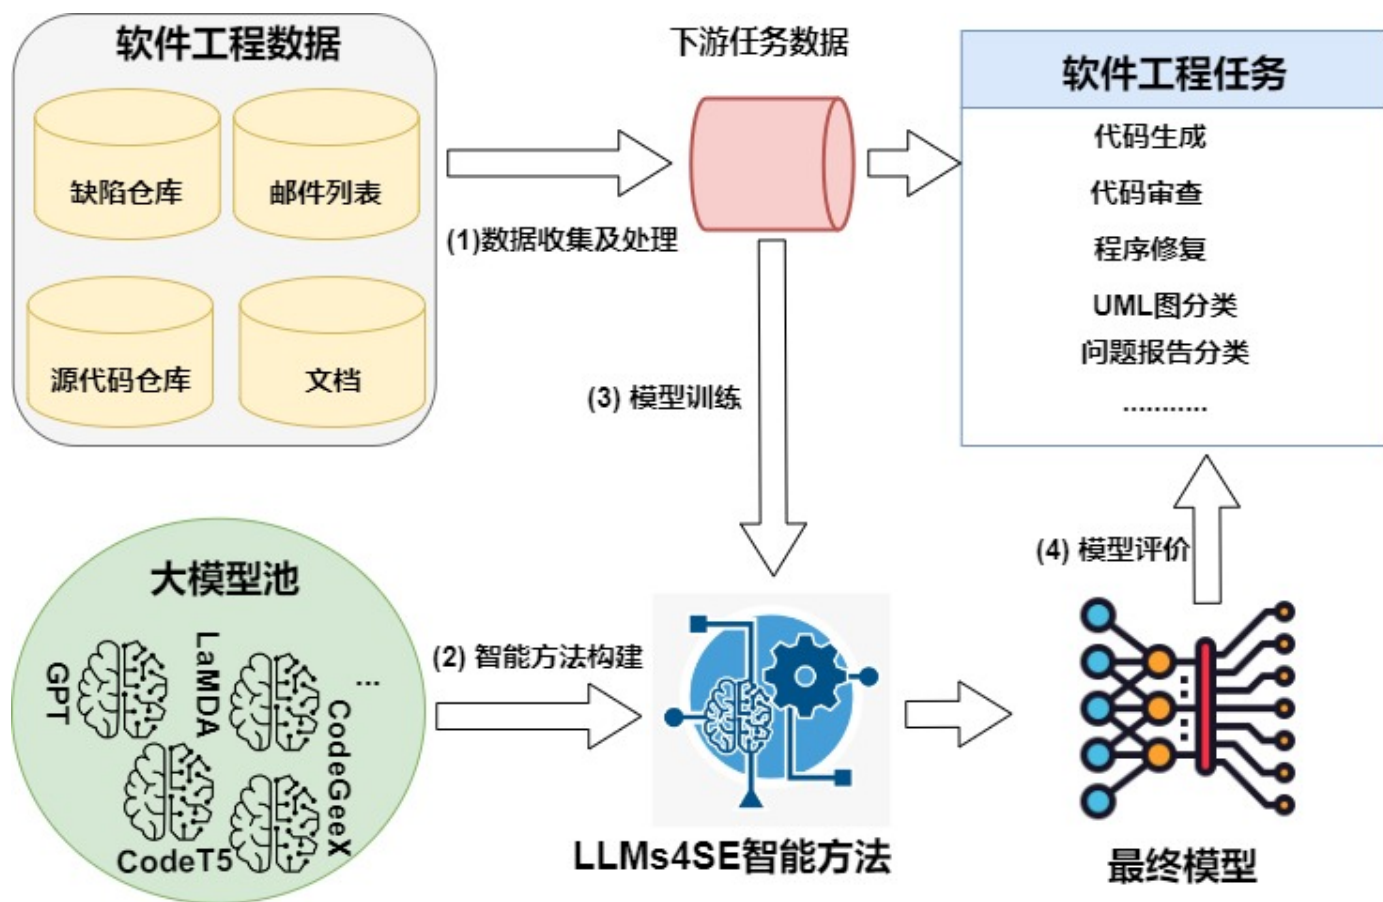 软件工程数据
缺陷仓库
邮件列表
源代码仓库
文档
(1)数据收集及处理
下游任务数据
软件工程任务
代码生成
代码审查
程序修复
UML图分类
问题报告分类
...........
(3) 模型训练
(4) 模型评价
大模型池
GPT
LaMDA
...
CodeGeeX
CodeT5
(2) 智能方法构建
LLMs4SE智能方法
最终模型